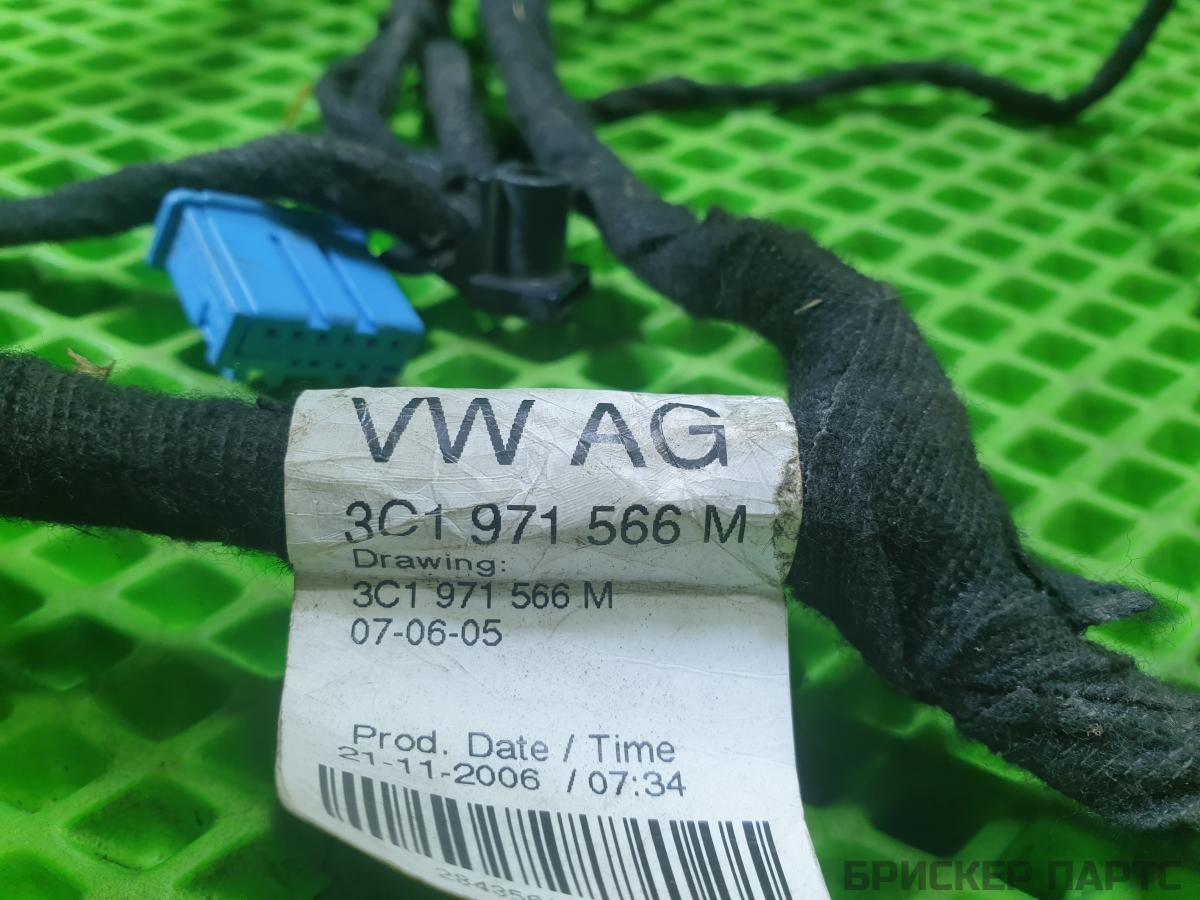 VW AG
3C1 971 566 M
Drawing:
3C1 971 566 M
07-06-05
Prod. Date / Time
21-11-2006 / 07:34
БРИСКЕР ПАРТС